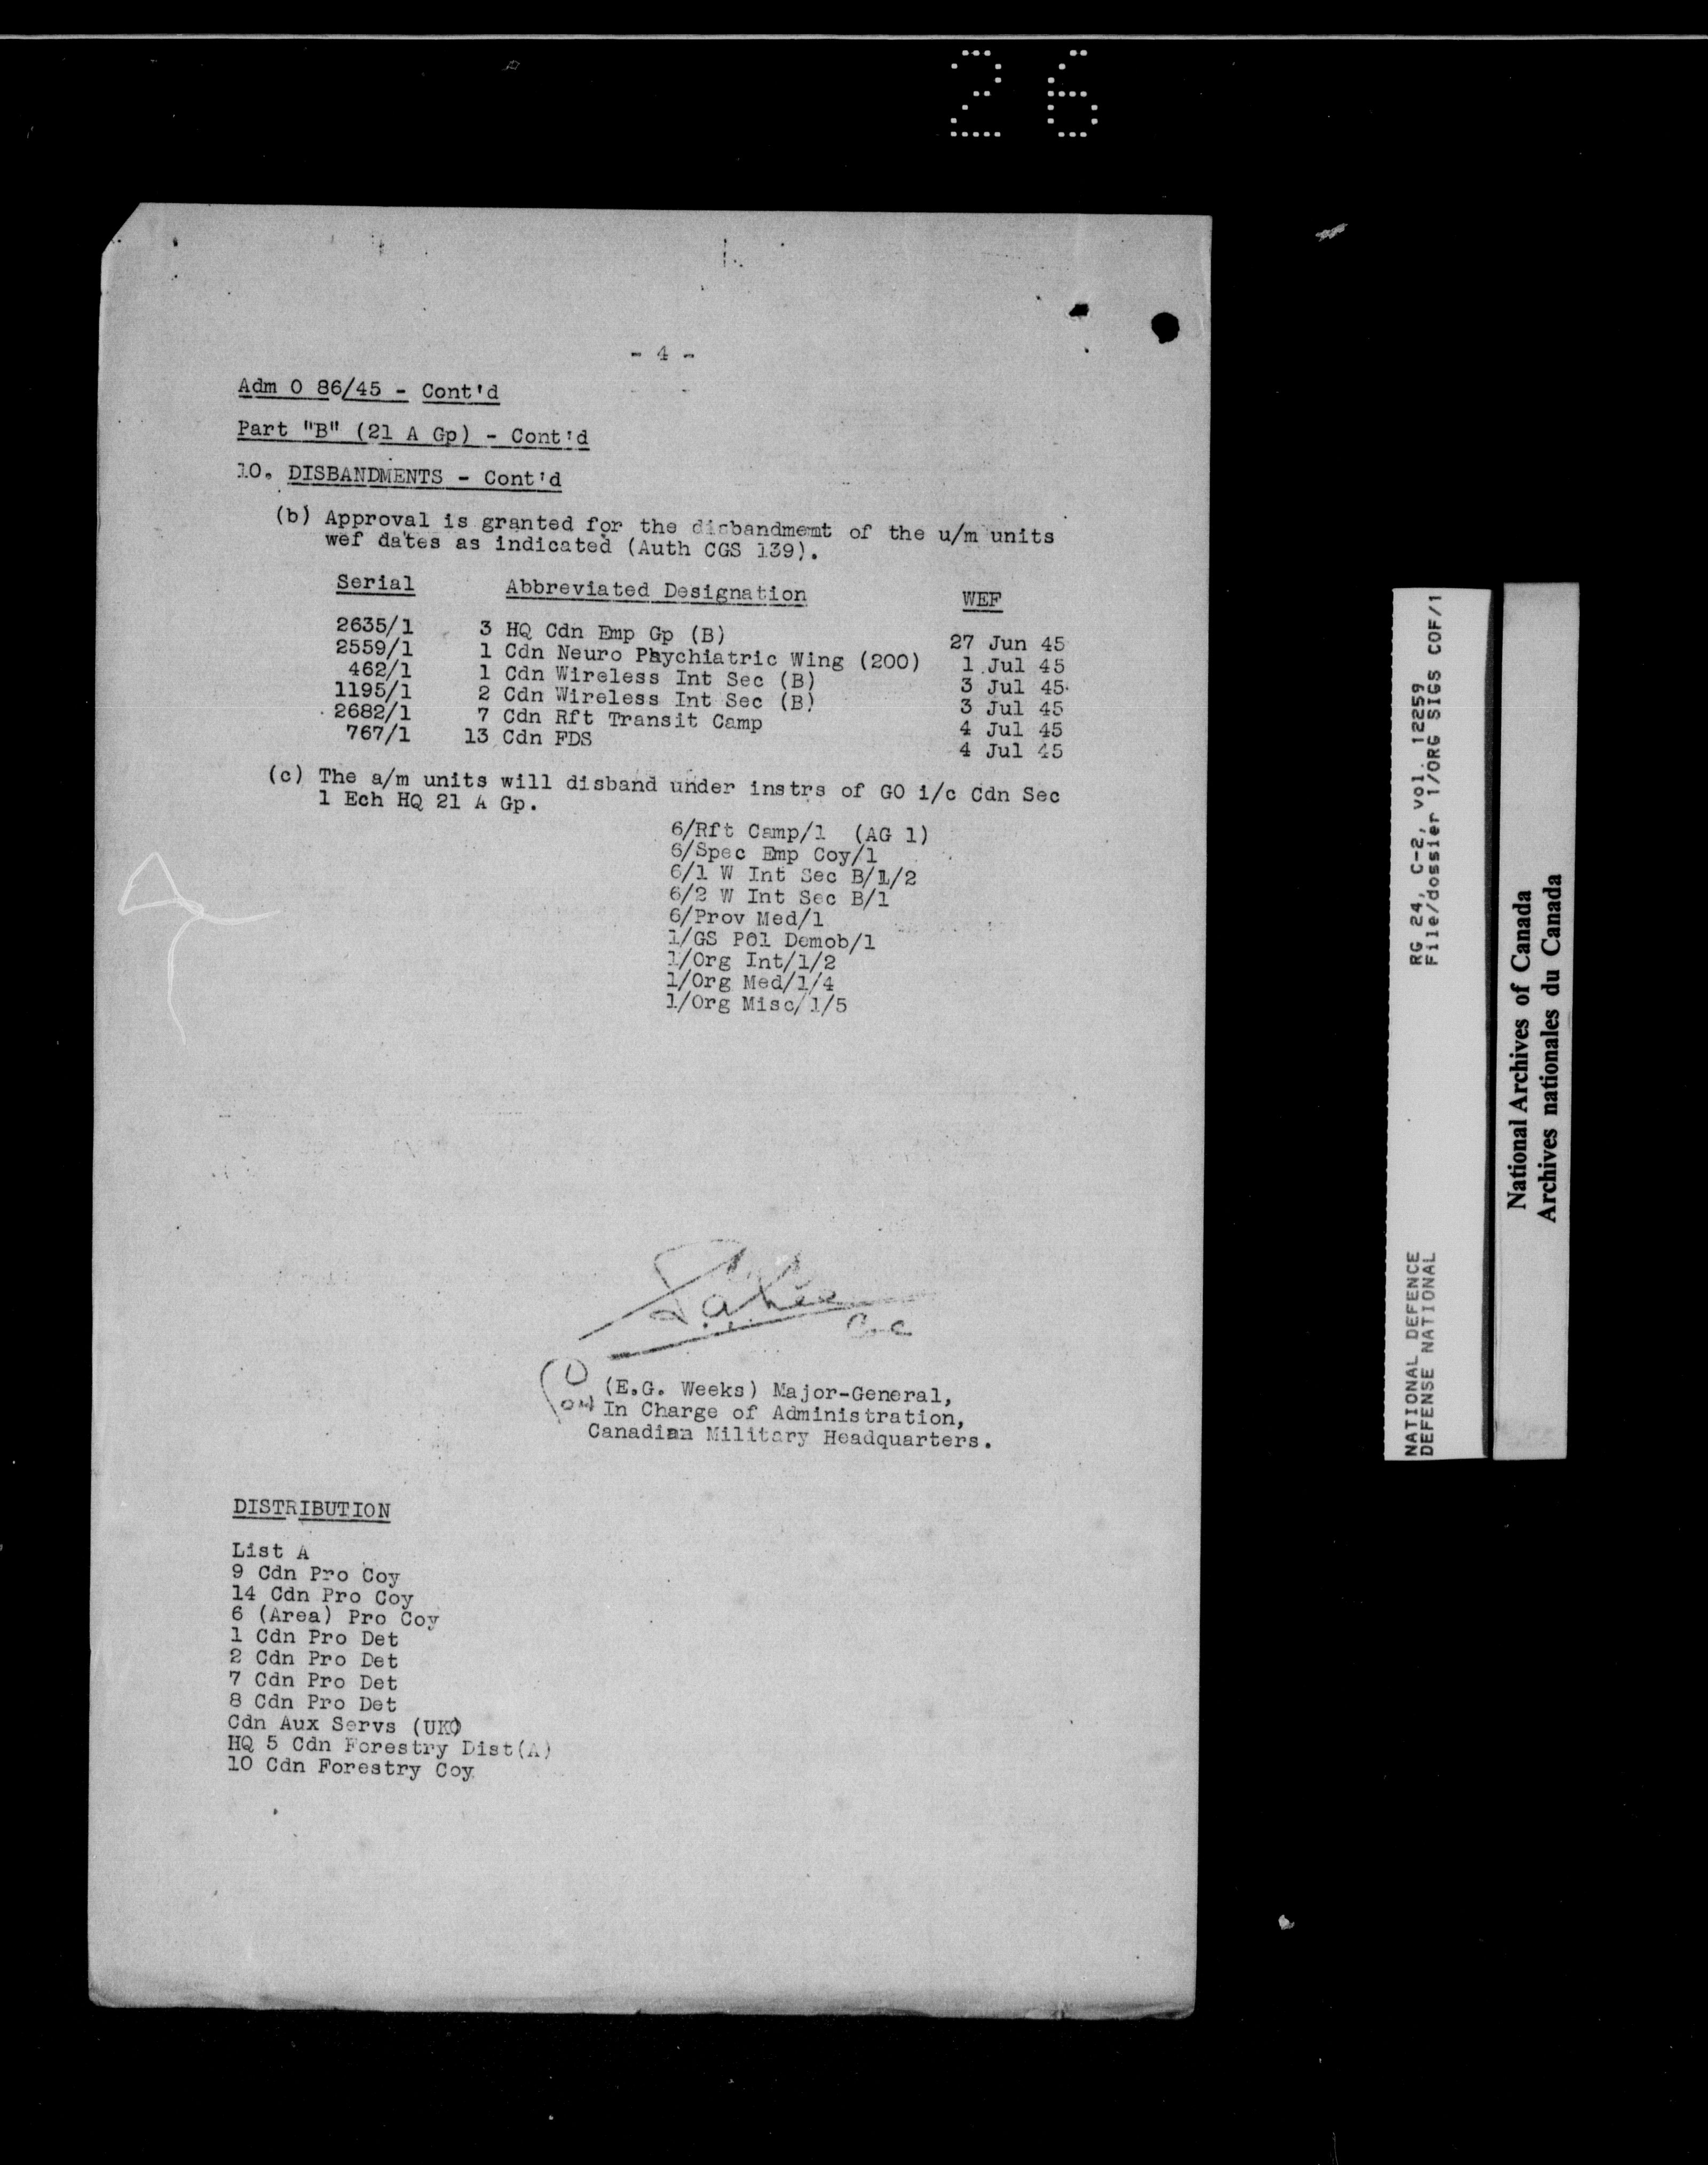 26
- 4 -
Adm O 86/45 - Cont'd
Part "B" (21 A Gp) - Cont'd
10. DISBANDMENTS - Cont'd
(b) Approval is granted for the disbandmemt of the u/m units
wef dates as indicated (Auth CGS 139).
Serial Abbreviated Designation WEF
2635/1 3 HQ Cdn Emp Gp (B) 27 Jun 45
2559/1 1 Cdn Neuro Phychiatric Wing (200) 1 Jul 45
462/1 1 Cdn Wireless Int Sec (B) 3 Jul 45
1195/1 2 Cdn Wireless Int Sec (B) 3 Jul 45
2682/1 7 Cdn Rft Transit Camp 4 Jul 45
767/1 13 Cdn FDS 4 Jul 45
(c) The a/m units will disband under instrs of GO i/c Cdn Sec
1 Ech HQ 21 A Gp.
6/Rft Camp/1 (AG 1)
6/Spec Emp Coy/1
6/1 W Int Sec B/1/2
6/2 W Int Sec B/1
6/Prov Med/1
1/GS Pol Demob/1
1/Org Int/1/2
1/Org Med/1/4
1/Org Misc/1/5
(E.G. Weeks) Major-General,
In Charge of Administration,
Canadian Military Headquarters.
DISTRIBUTION
List A
9 Cdn Pro Coy
14 Cdn Pro Coy
6 (Area) Pro Coy
1 Cdn Pro Det
2 Cdn Pro Det
7 Cdn Pro Det
8 Cdn Pro Det
Cdn Aux Servs (UK)
HQ 5 Cdn Forestry Dist(A)
10 Cdn Forestry Coy
NATIONAL DEFENCE RG 24, C-2, vol. 12259
DEFENSE NATIONAL File/dossier 1/ORG SIGS COF/1
National Archives of Canada
Archives nationales du Canada